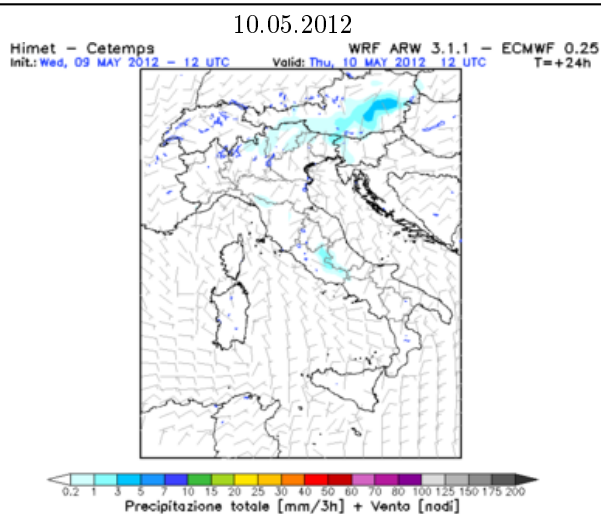 10.05.2012
Himet - Cetemps WRF ARW 3.1.1 - ECMWF 0.25
Init.: Wed, 09 MAY 2012 - 12 UTC Valid: Thu, 10 MAY 2012 12 UTC T=+24h
0.2 1 3 5 7 10 15 20 25 30 40 50 60 70 80 100 125 150 175 200
Precipitazione totale [mm/3h] + Vento [nodi]